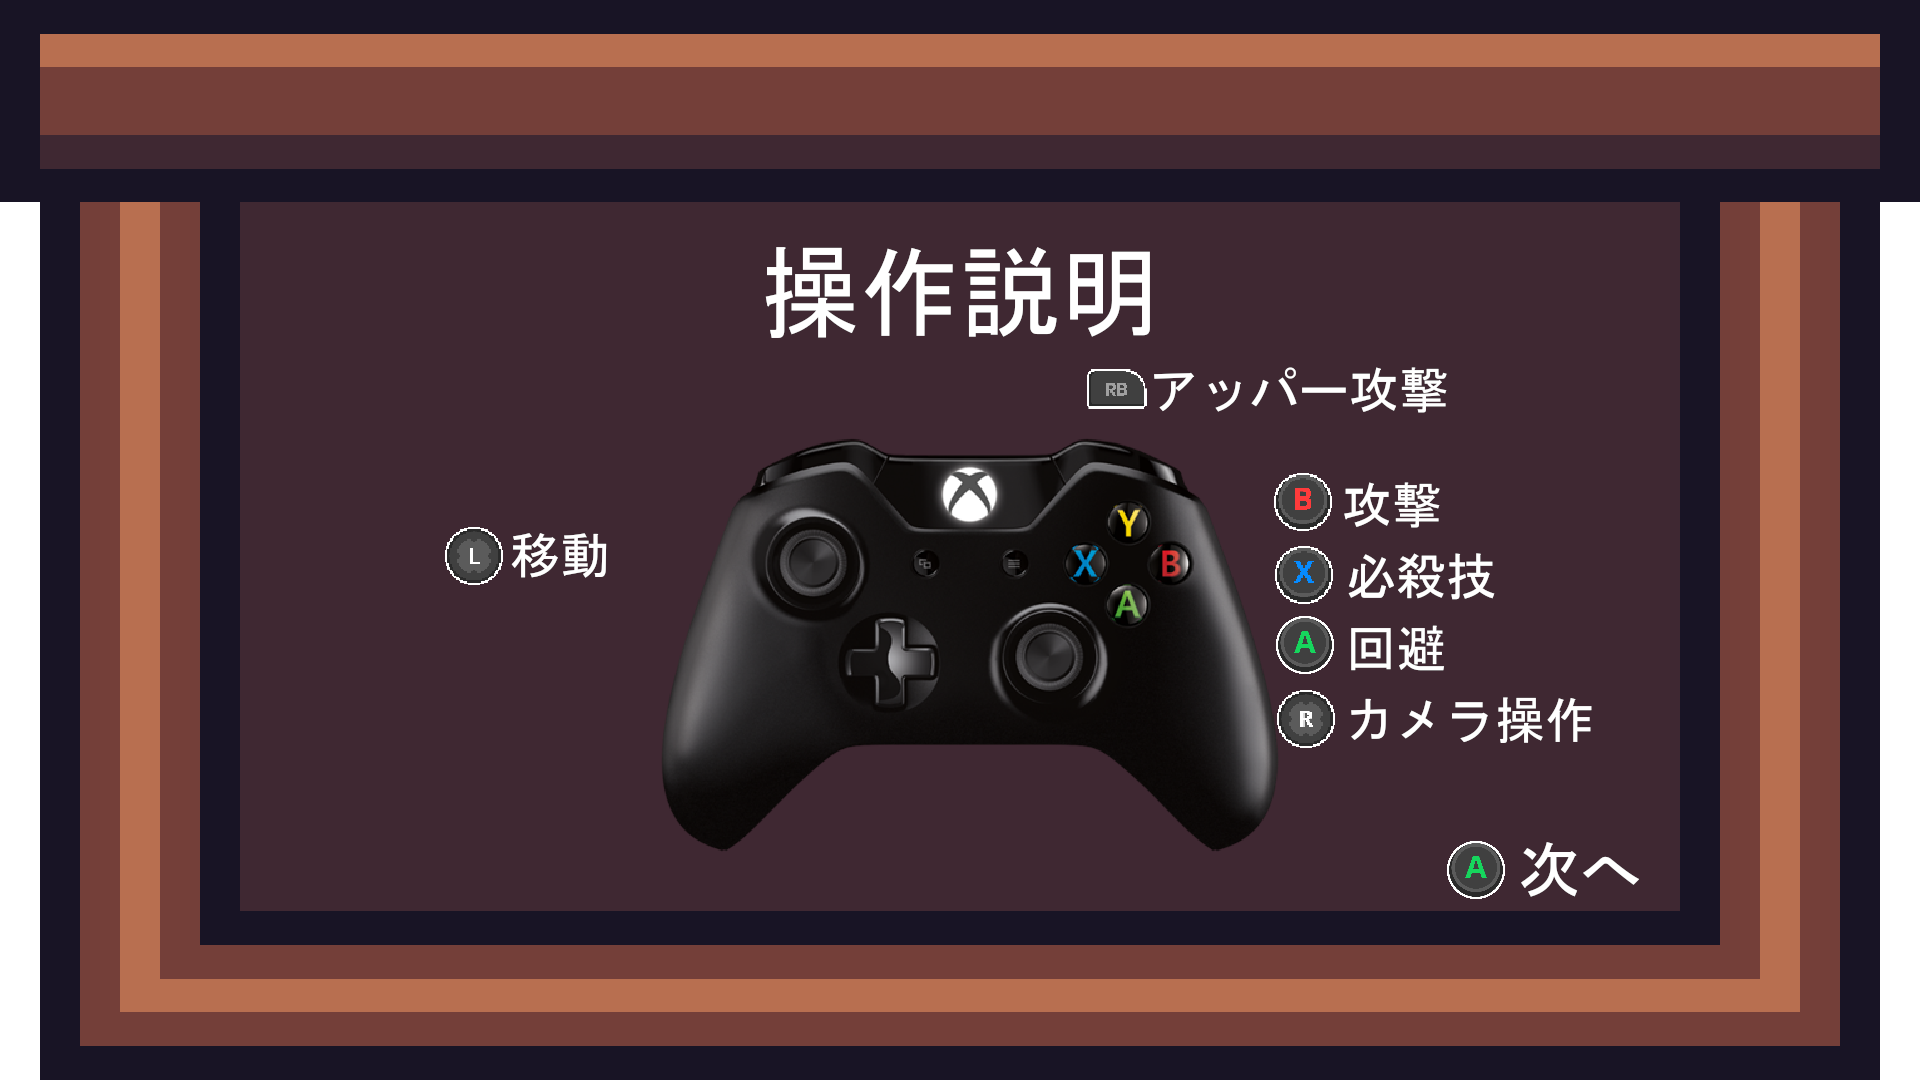 操作説明
RB アッパー攻撃
B 攻撃
L 移動
Y
X B
A
X 必殺技
A 回避
R カメラ操作
A 次へ